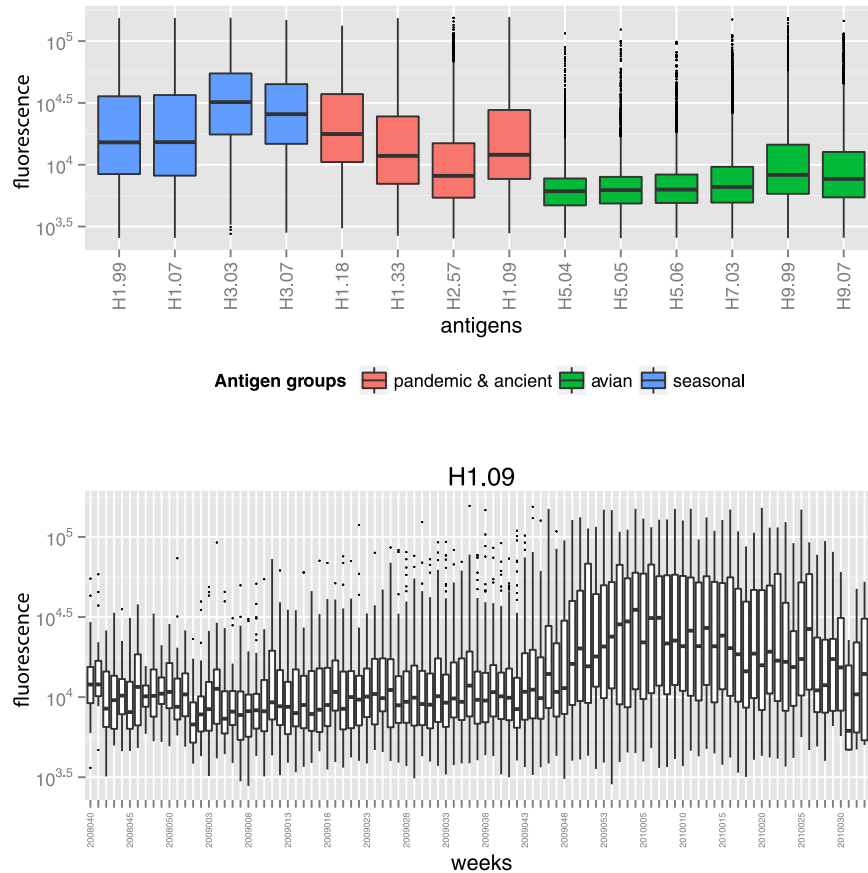 10^5
10^4.5
10^4
10^3.5
fluorescence
H1.99 H1.07 H3.03 H3.07 H1.18 H1.33 H2.57 H1.09 H5.04 H5.05 H5.06 H7.03 H9.99 H9.07
antigens
Antigen groups pandemic & ancient avian seasonal
H1.09
10^5
10^4.5
10^4
10^3.5
fluorescence
2008040 2008045 2008050 2009003 2009008 2009013 2009018 2009023 2009028 2009033 2009038 2009043 2009048 2009053 2010005 2010010 2010015 2010020 2010025 2010030
weeks